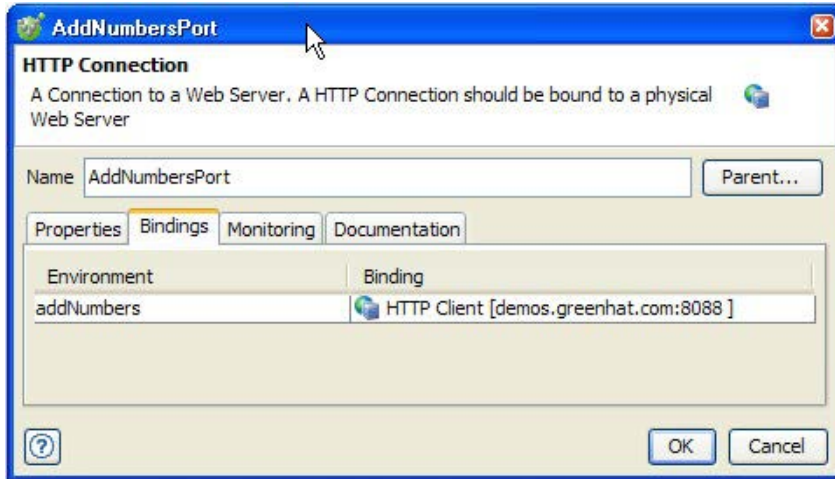 AddNumbersPort
HTTP Connection
A Connection to a Web Server. A HTTP Connection should be bound to a physical
Web Server
Name AddNumbersPort Parent...
Properties Bindings Monitoring Documentation
Environment Binding
addNumbers HTTP Client [demos.greenhat.com:8088 ]
? OK Cancel